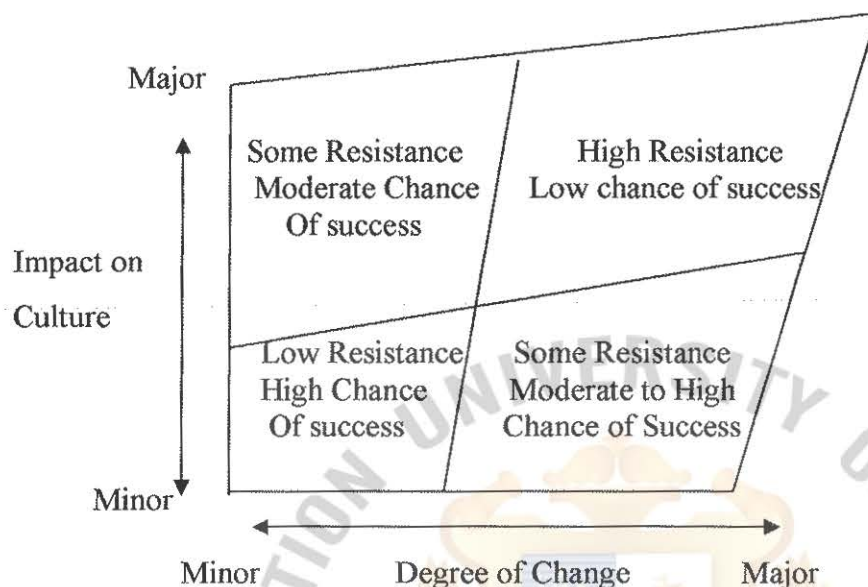 Major
Some Resistance
Moderate Chance
Of success
High Resistance
Low chance of success
Impact on
Culture
Low Resistance
High Chance
Of success
Some Resistance
Moderate to High
Chance of Success
Minor
Minor Degree of Change Major
UNIVERSITY